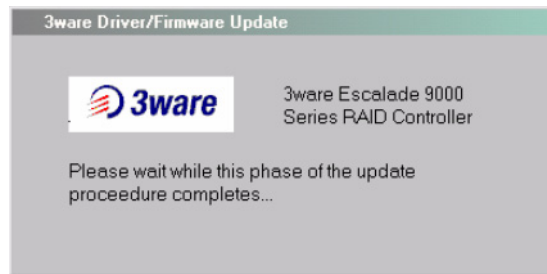 3ware Driver/Firmware Update
3ware
3ware Escalade 9000
Series RAID Controller
Please wait while this phase of the update
proceedure completes...